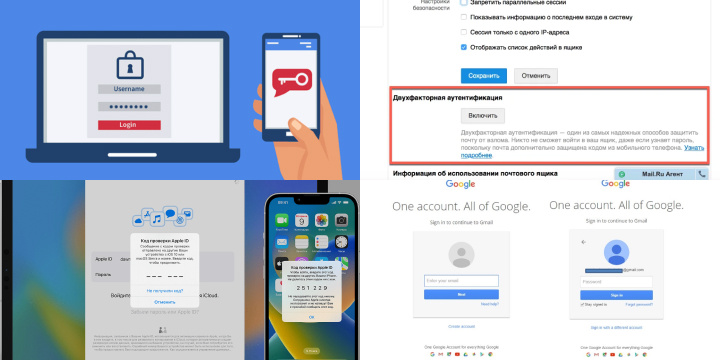 Username
Login
Настройки безопасности
Запретить параллельные сессии
Показывать информацию о последнем входе в систему
Сессия только с одного IP-адреса
Отображать список действий в ящике
Сохранить
Отменить
Двухфакторная аутентификация
Включить
Двухфакторная аутентификация — один из самых надежных способов защитить
почту от взлома. Никто не сможет войти в ваш ящик, даже если узнает пароль,
поскольку почта дополнительно защищена кодом из мобильного телефона. Узнать
подробнее.
Информация об использовании почтового ящика
Mail.Ru Агент
Код проверки Apple ID
Не получили код?
Отменить
Apple ID
Пароль
Войдите
iCloud.
Забыли пароль или Apple ID?
Код проверки Apple ID
251 229
OK
Google
One account. All of Google.
Sign in to continue to Gmail
Enter your email
Next
Need help?
Create account
One Google Account for everything Google
Google
One account. All of Google.
Sign in to continue to Gmail
@gmail.com
Password
Sign in
Stay signed in
Forgot password?
Sign in with a different account
One Google Account for everything Google